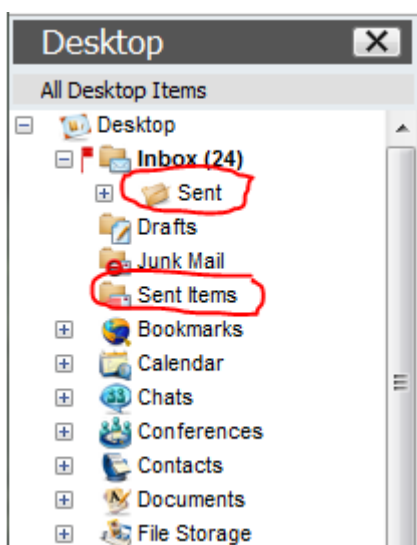 Desktop
All Desktop Items
Desktop
Inbox (24)
Sent
Drafts
Junk Mail
Sent Items
Bookmarks
Calendar
33 Chats
Conferences
Contacts
Documents
File Storage